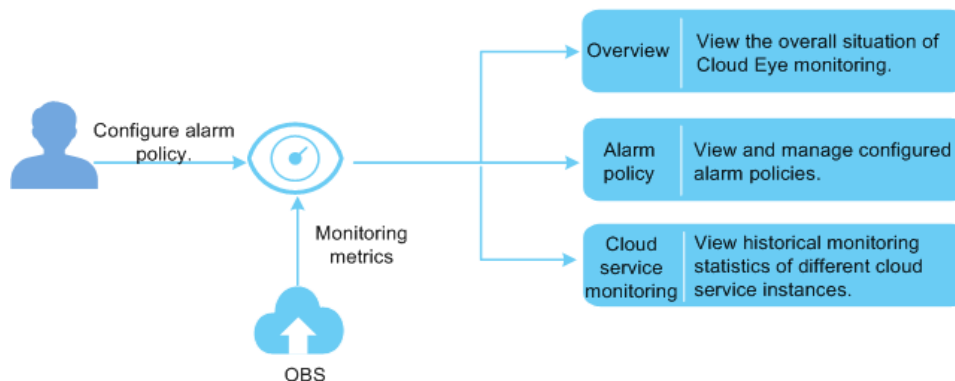 Configure alarm
policy.
Monitoring
metrics
OBS
Overview
View the overall situation of
Cloud Eye monitoring.
Alarm
policy
View and manage configured
alarm policies.
Cloud
service
monitoring
View historical monitoring
statistics of different cloud
service instances.